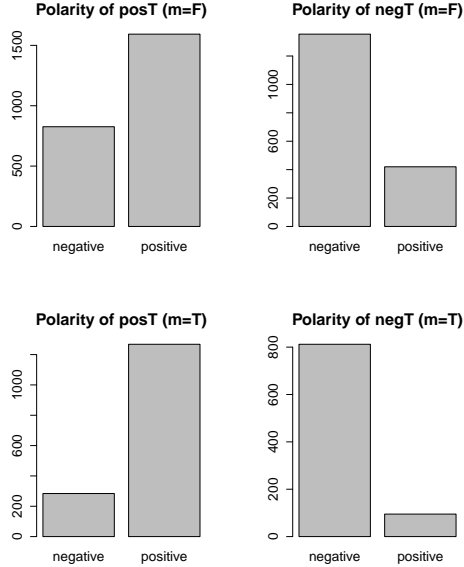 Polarity of posT (m=F)
1500
1000
500
0
negative positive
Polarity of negT (m=F)
1000
600
200
0
negative positive
Polarity of posT (m=T)
1000
600
200
0
negative positive
Polarity of negT (m=T)
800
600
400
200
0
negative positive